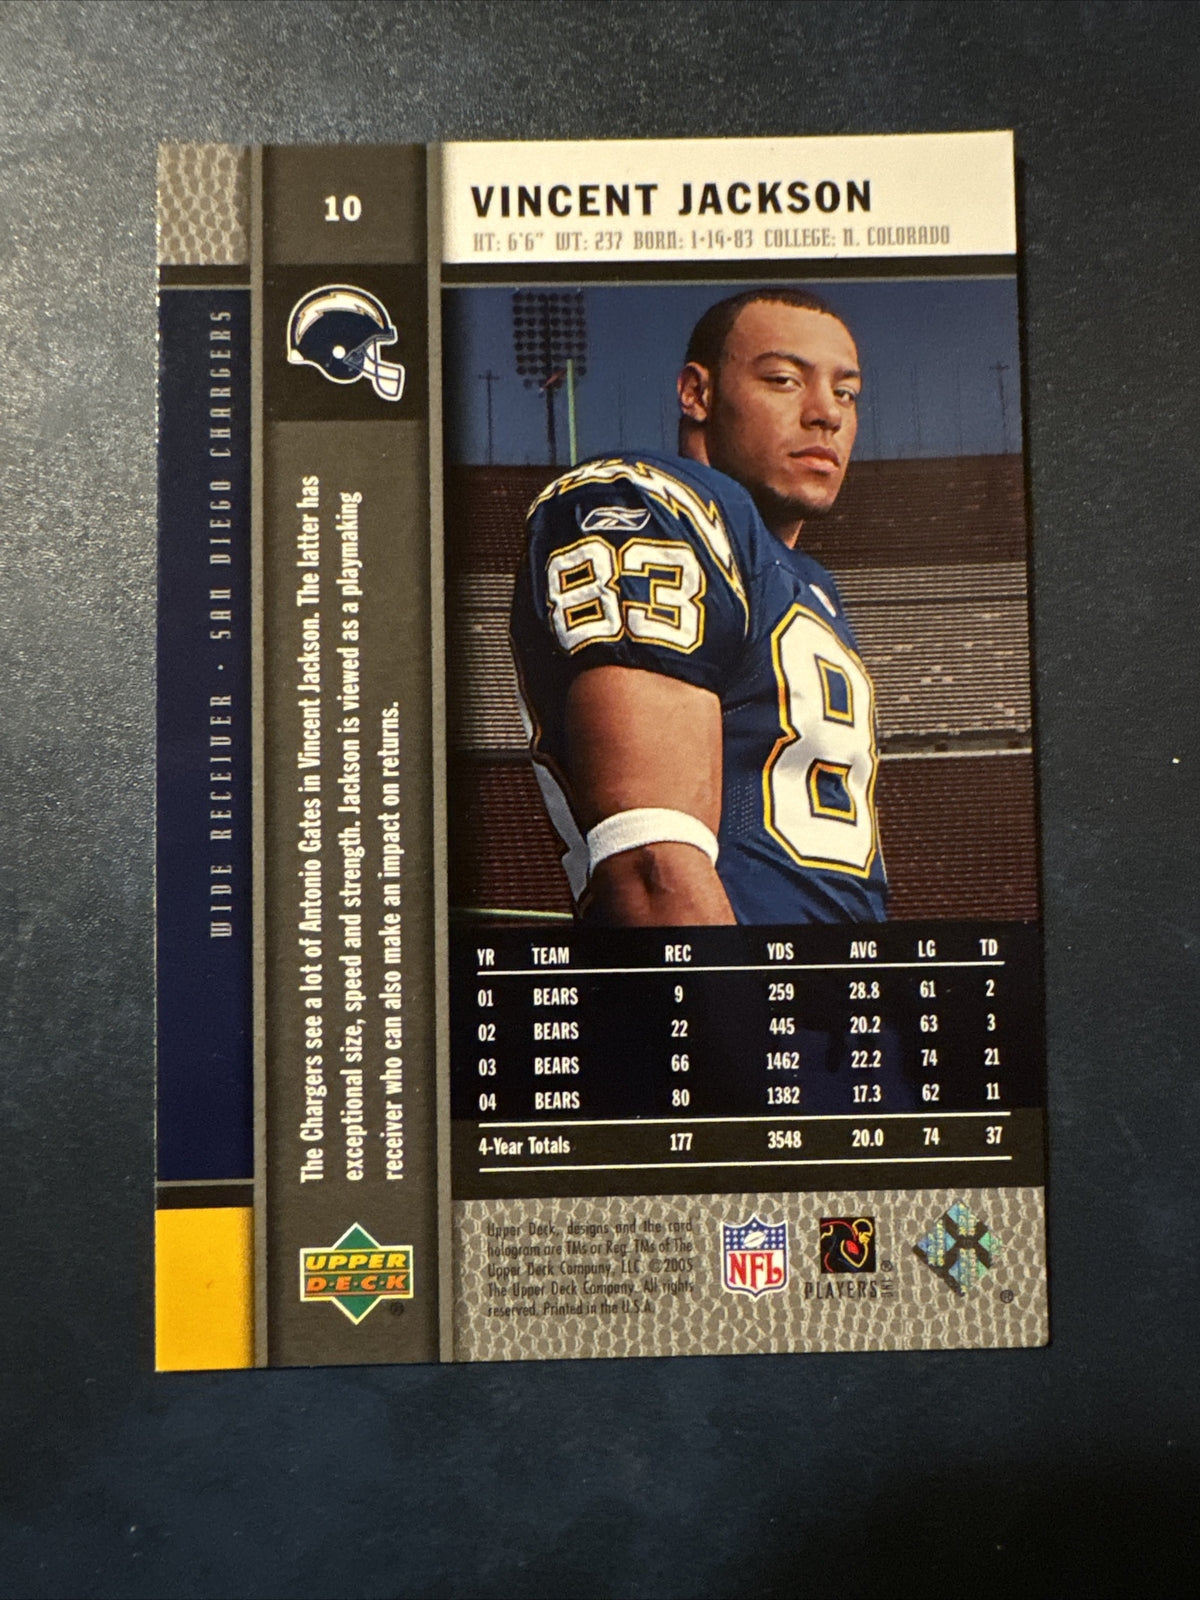 10
VINCENT JACKSON
HT: 6'6" WT: 237 BORN: 1-14-83 COLLEGE: N. COLORADO
WIDE RECEIVER · SAN DIEGO CHARGERS
The Chargers see a lot of Antonio Gates in Vincent Jackson. The latter has
exceptional size, speed and strength. Jackson is viewed as a playmaking
receiver who can also make an impact on returns.
83
8
YR TEAM REC YDS AVG LG TD
01 BEARS 9 259 28.8 61 2
02 BEARS 22 445 20.2 63 3
03 BEARS 66 1462 22.2 74 21
04 BEARS 80 1382 17.3 62 11
4-Year Totals 177 3548 20.0 74 37
UPPER
D·E·C·K
®
Upper Deck, designs and the card
hologram are TMs or Reg. TMs of The
Upper Deck Company, LLC. ©2005
The Upper Deck Company. All rights
reserved. Printed in the U.S.A.
NFL
PLAYERS INC ®
®